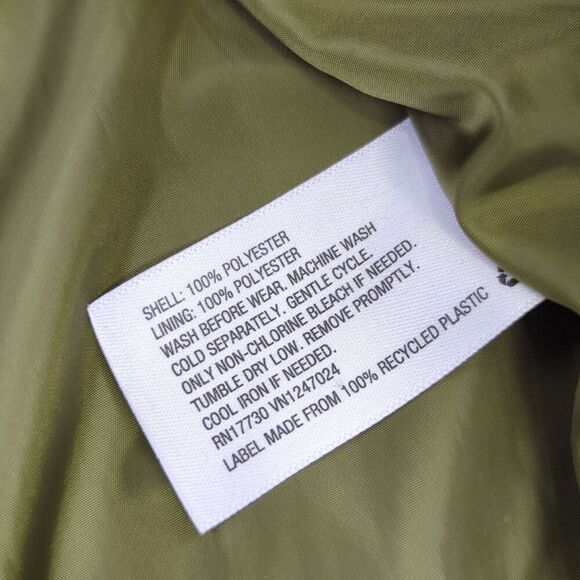 SHELL: 100% POLYESTER
LINING: 100% POLYESTER
WASH BEFORE WEAR. MACHINE WASH
COLD SEPARATELY. GENTLE CYCLE.
ONLY NON-CHLORINE BLEACH IF NEEDED.
TUMBLE DRY LOW. REMOVE PROMPTLY.
COOL IRON IF NEEDED.
RN17730 VN1247024
LABEL MADE FROM 100% RECYCLED PLASTIC